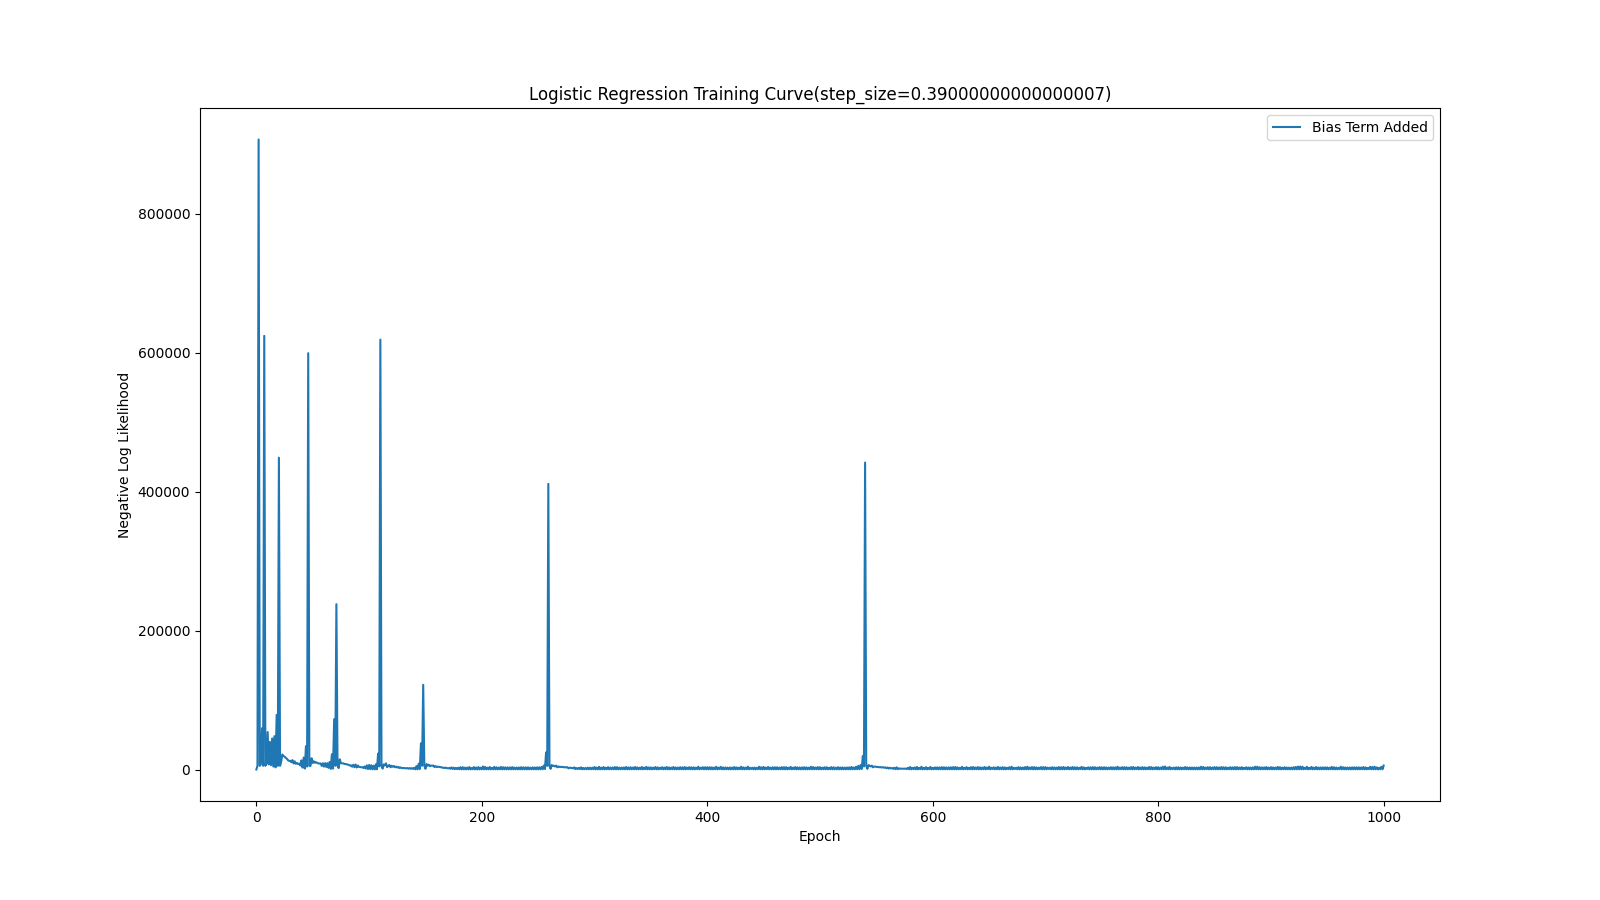 Logistic Regression Training Curve(step_size=0.39000000000000007)
Bias Term Added
800000
600000
400000
200000
0
Negative Log Likelihood
0 200 400 600 800 1000
Epoch